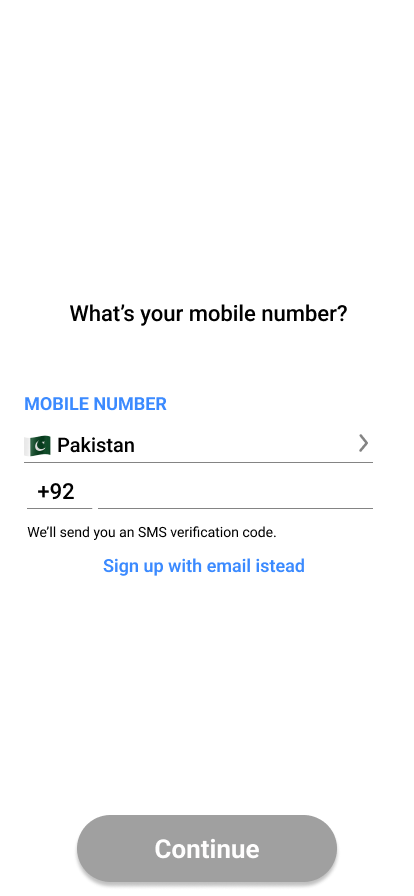 What's your mobile number?
MOBILE NUMBER
Pakistan
+92
We'll send you an SMS verification code.
Sign up with email istead
Continue